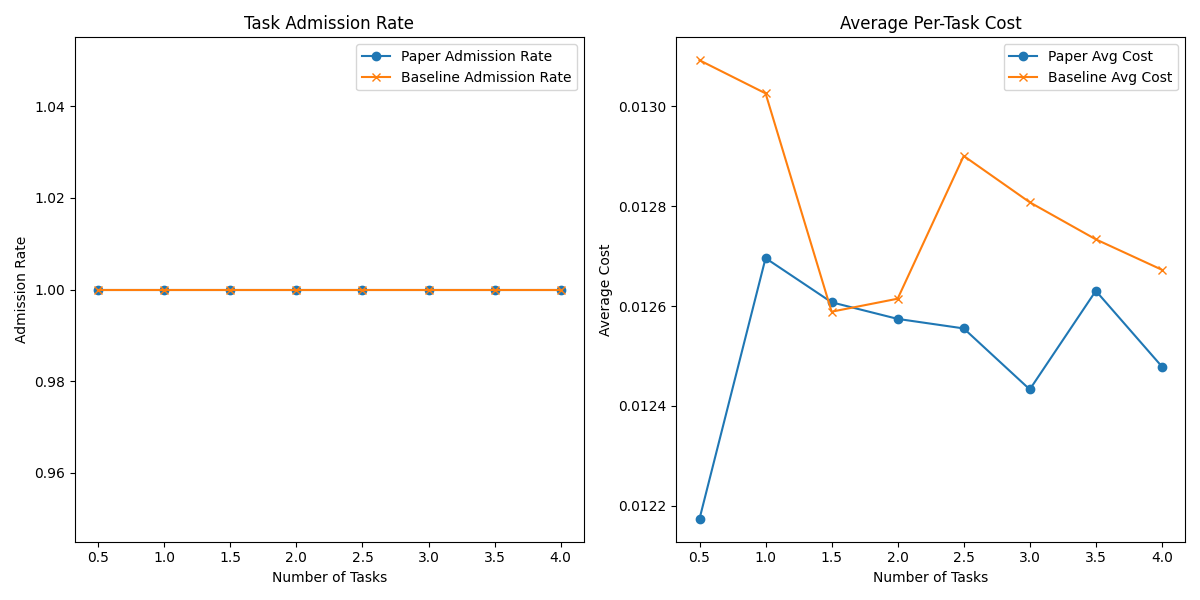 Task Admission Rate
Paper Admission Rate
Baseline Admission Rate
1.04
1.02
1.00
0.98
0.96
Admission Rate
0.5 1.0 1.5 2.0 2.5 3.0 3.5 4.0
Number of Tasks
Average Per-Task Cost
Paper Avg Cost
Baseline Avg Cost
0.0130
0.0128
0.0126
0.0124
0.0122
Average Cost
0.5 1.0 1.5 2.0 2.5 3.0 3.5 4.0
Number of Tasks